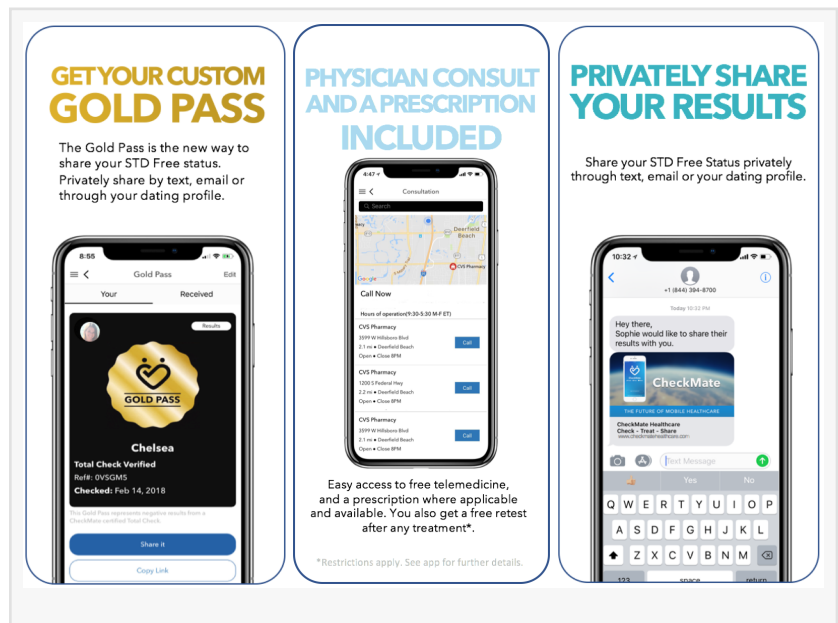 GET YOUR CUSTOM
GOLD PASS
The Gold Pass is the new way to
share your STD Free status.
Privately share by text, email or
through your dating profile.
8:55
Gold Pass
Edit
Your
Received
Results
GOLD PASS
Chelsea
Total Check Verified
Ref#: 0VSGMS
Checked: Feb 14, 2018
This Gold Pass represents negative results from a
CheckMate certified Total Check.
Share it
Copy Link
PHYSICIAN CONSULT
AND A PRESCRIPTION
INCLUDED
4:47
Consultation
Search
Deerfield
Beach
CVS Pharmacy
Google
Call Now
Hours of operation(9:30-5:30 M-F ET)
CVS Pharmacy
3599 W Hillsboro Blvd
2.1 mi • Deerfield Beach
Open • Close 8PM
Call
CVS Pharmacy
1200 S Federal Hwy
2.2 mi • Deerfield Beach
Open • Close 8PM
Call
CVS Pharmacy
3599 W Hillsboro Blvd
2.1 mi • Deerfield Beach
Open • Close 8PM
Call
Easy access to free telemedicine,
and a prescription where applicable
and available. You also get a free retest
after any treatment*.
*Restrictions apply. See app for further details.
PRIVATELY SHARE
YOUR RESULTS
Share your STD Free Status privately
through text, email or your dating profile.
10:32
+1 (844) 394-8700
Today 10:32 PM
Hey there,
Sophie would like to share their
results with you.
CheckMate
THE FUTURE OF MOBILE HEALTHCARE
CheckMate Healthcare
Check - Treat - Share
www.checkmatehealthcare.com
Text Message
Yes
No
Q W E R T Y U I O P
A S D F G H J K L
Z X C V B N M
123
space
return